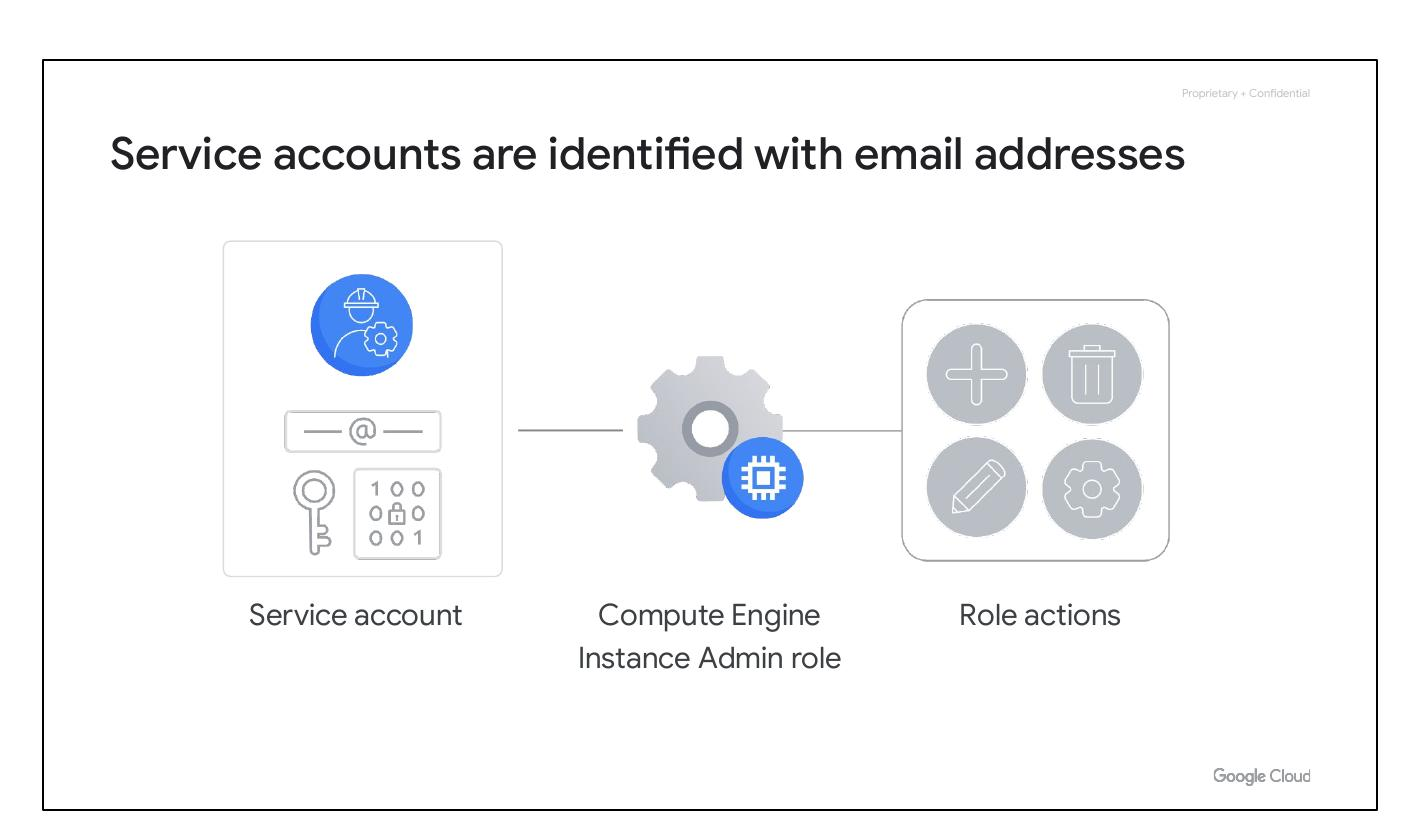 Proprietary + Confidential
Service accounts are identified with email addresses
@
1 0 0
0 0
0 0 1
Service account
Compute Engine
Instance Admin role
Role actions
Google Cloud